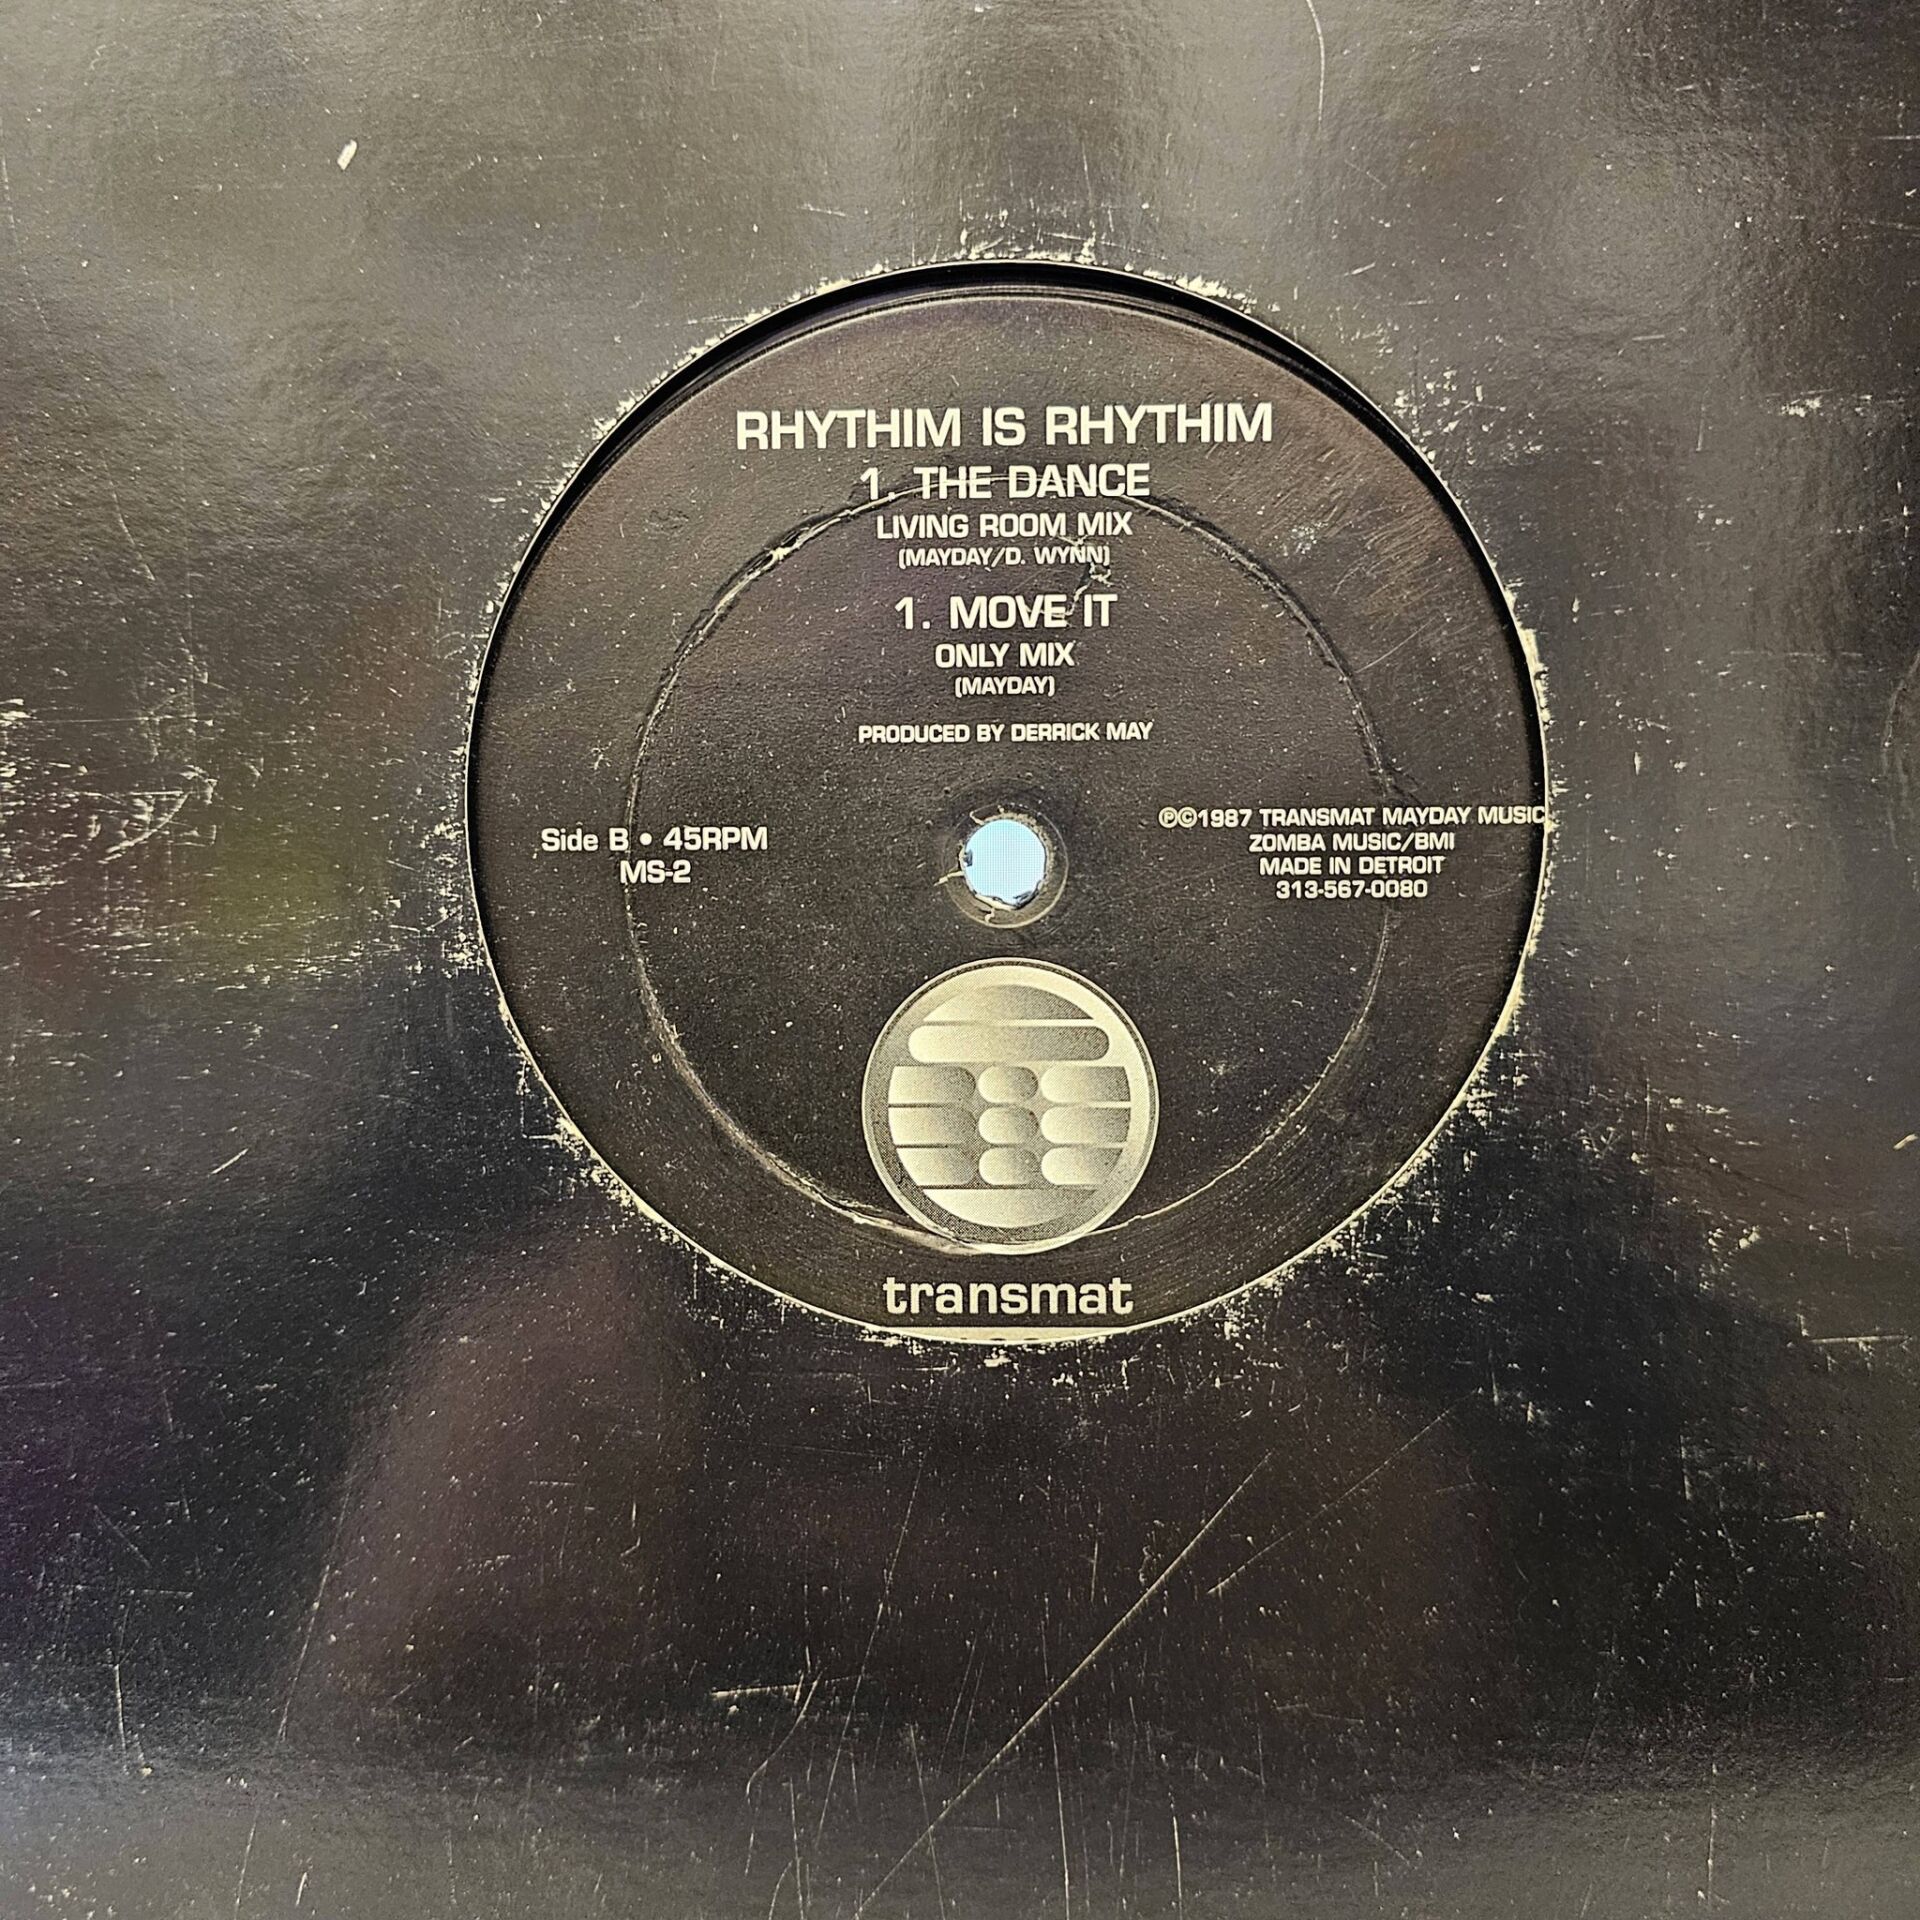 RHYTHIM IS RHYTHIM
1. THE DANCE
LIVING ROOM MIX
(MAYDAY/D. WYNN)
1. MOVE IT
ONLY MIX
(MAYDAY)
PRODUCED BY DERRICK MAY
Side B • 45RPM
MS-2
℗©1987 TRANSMAT MAYDAY MUSIC
ZOMBA MUSIC/BMI
MADE IN DETROIT
313-567-0080
transmat